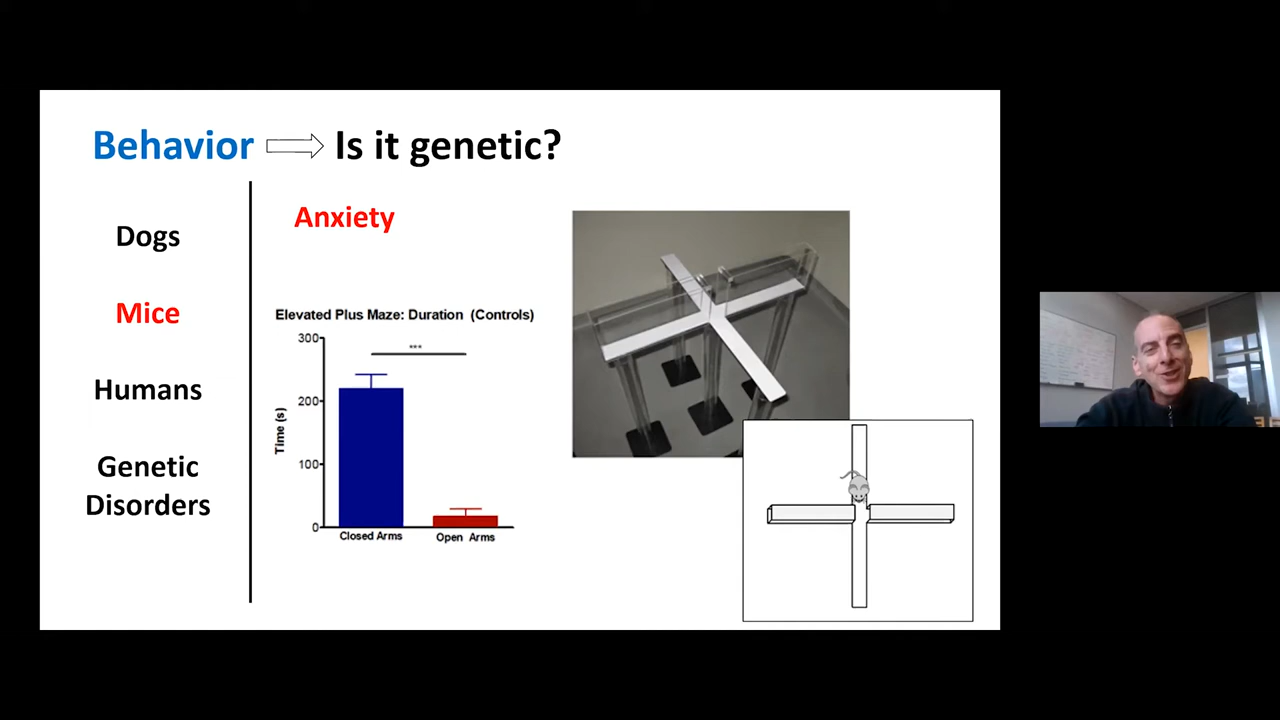 Behavior Is it genetic?
Dogs
Mice
Humans
Genetic
Disorders
Anxiety
Elevated Plus Maze: Duration (Controls)
***
300
200
100
0
Time (s)
Closed Arms
Open Arms